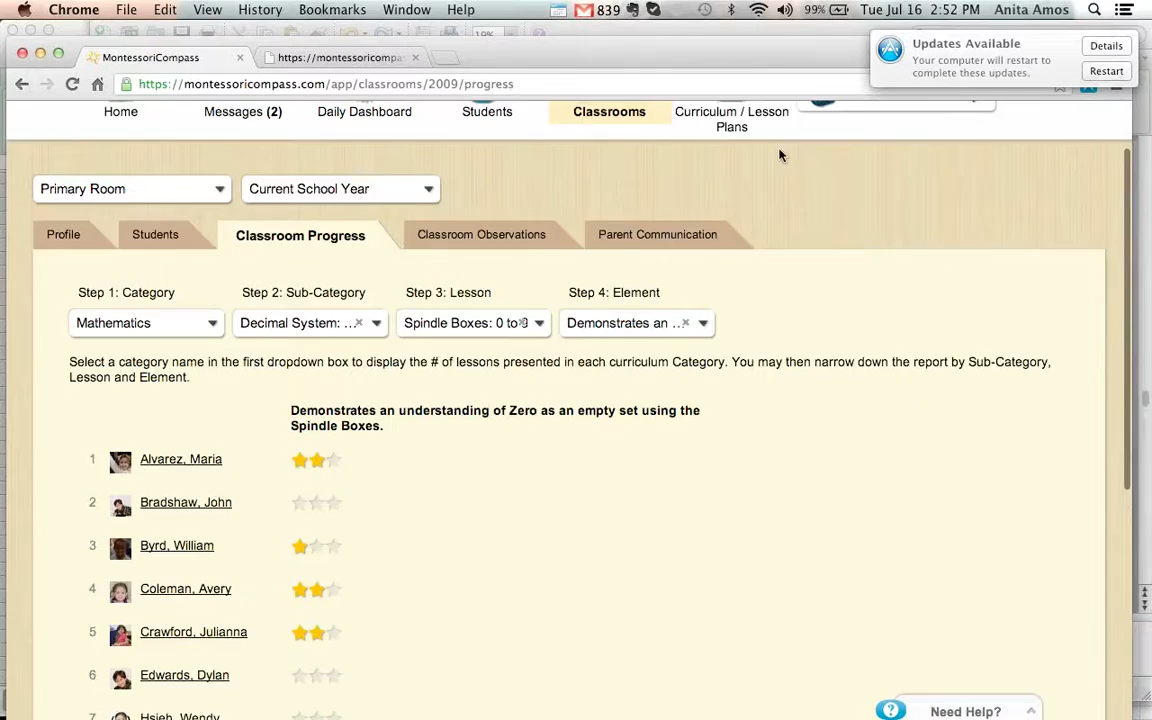 Chrome File Edit View History Bookmarks Window Help 839 99% Tue Jul 16 2:52 PM Anita Amos
MontessoriCompass × https://montessoricompa ×
Updates Available
Your computer will restart to complete these updates.
Details
Restart
https://montessoricompass.com/app/classrooms/2009/progress
Home Messages (2) Daily Dashboard Students Classrooms Curriculum / Lesson
Plans
Primary Room Current School Year
Profile Students Classroom Progress Classroom Observations Parent Communication
Step 1: Category Step 2: Sub-Category Step 3: Lesson Step 4: Element
Mathematics Decimal System: ...× Spindle Boxes: 0 to 9 Demonstrates an ...×
Select a category name in the first dropdown box to display the # of lessons presented in each curriculum Category. You may then narrow down the report by Sub-Category,
Lesson and Element.
Demonstrates an understanding of Zero as an empty set using the
Spindle Boxes.
1 Alvarez, Maria
2 Bradshaw, John
3 Byrd, William
4 Coleman, Avery
5 Crawford, Julianna
6 Edwards, Dylan
7 Hsieh, Wendy
? Need Help?